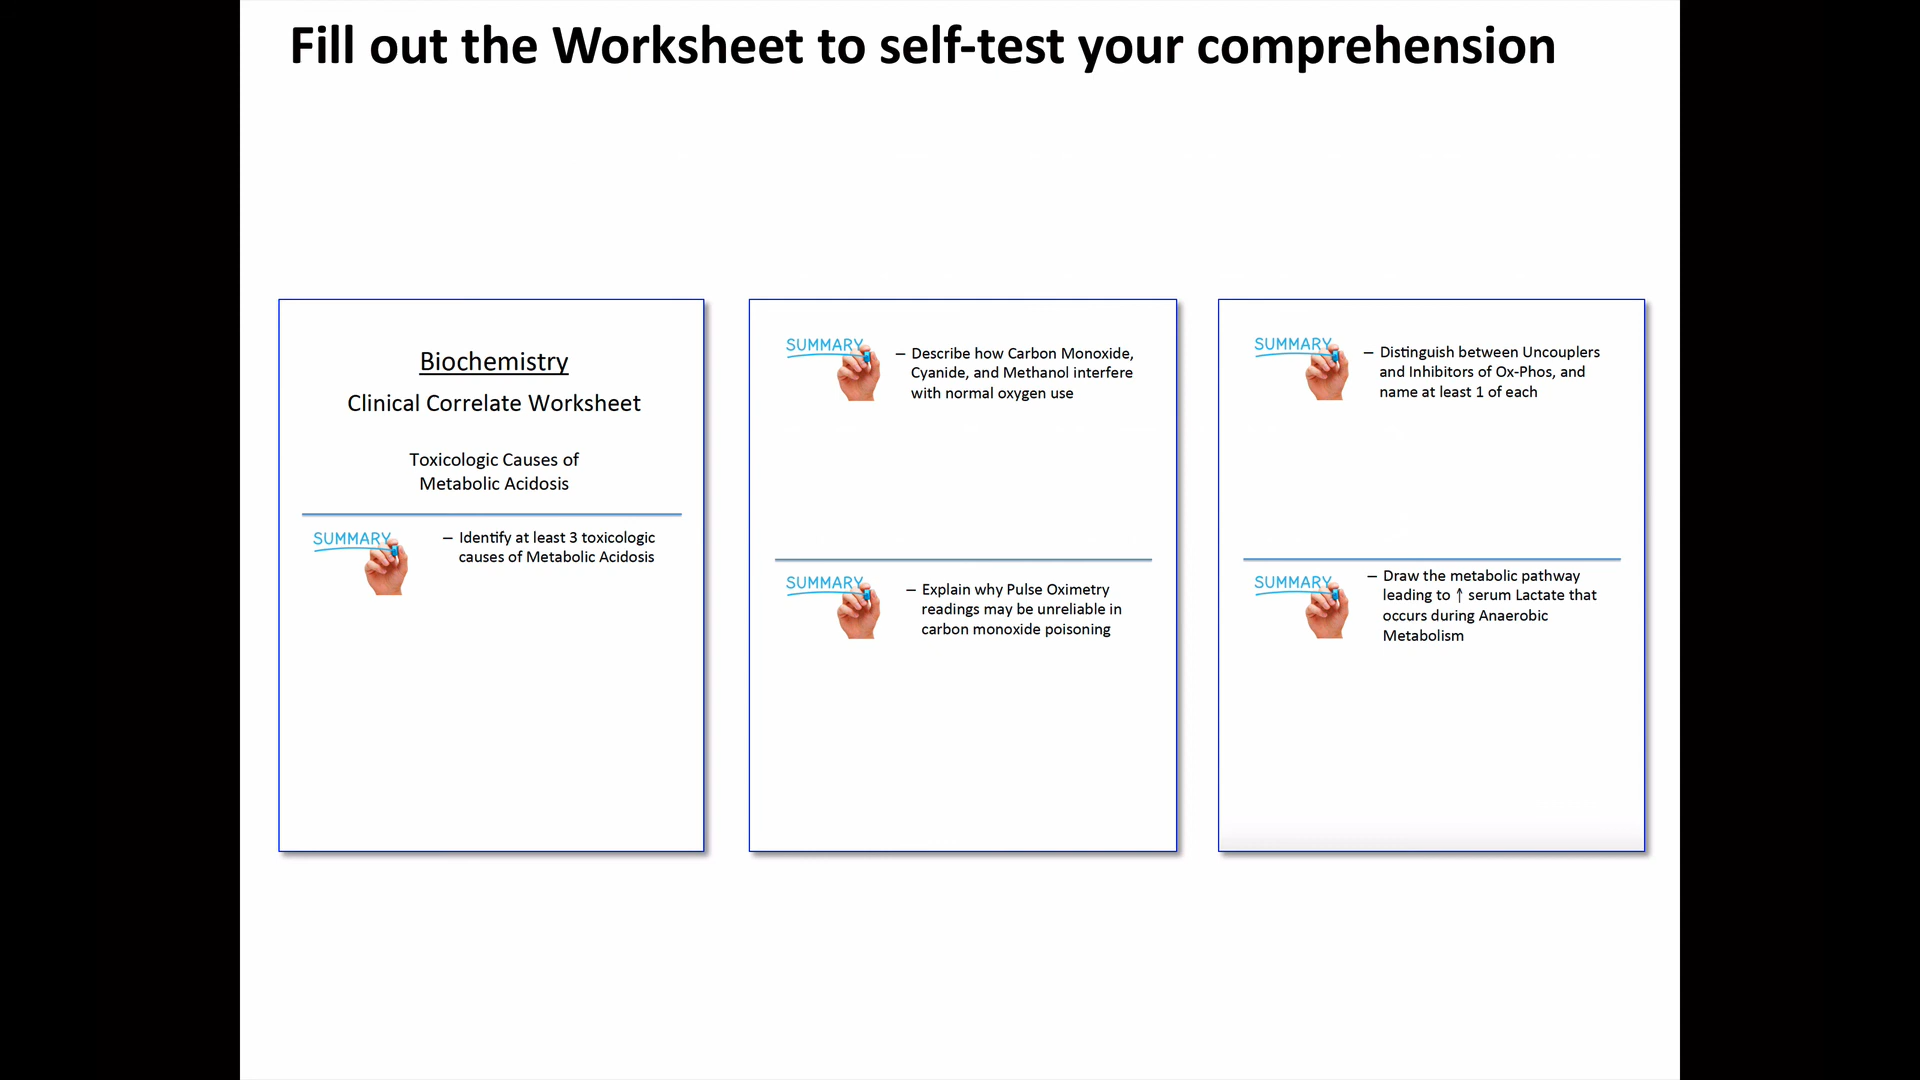 Fill out the Worksheet to self-test your comprehension
Biochemistry
Clinical Correlate Worksheet
Toxicologic Causes of
Metabolic Acidosis
SUMMARY
– Identify at least 3 toxicologic
causes of Metabolic Acidosis
SUMMARY
– Describe how Carbon Monoxide,
Cyanide, and Methanol interfere
with normal oxygen use
SUMMARY
– Explain why Pulse Oximetry
readings may be unreliable in
carbon monoxide poisoning
SUMMARY
– Distinguish between Uncouplers
and Inhibitors of Ox-Phos, and
name at least 1 of each
SUMMARY
– Draw the metabolic pathway
leading to ↑ serum Lactate that
occurs during Anaerobic
Metabolism